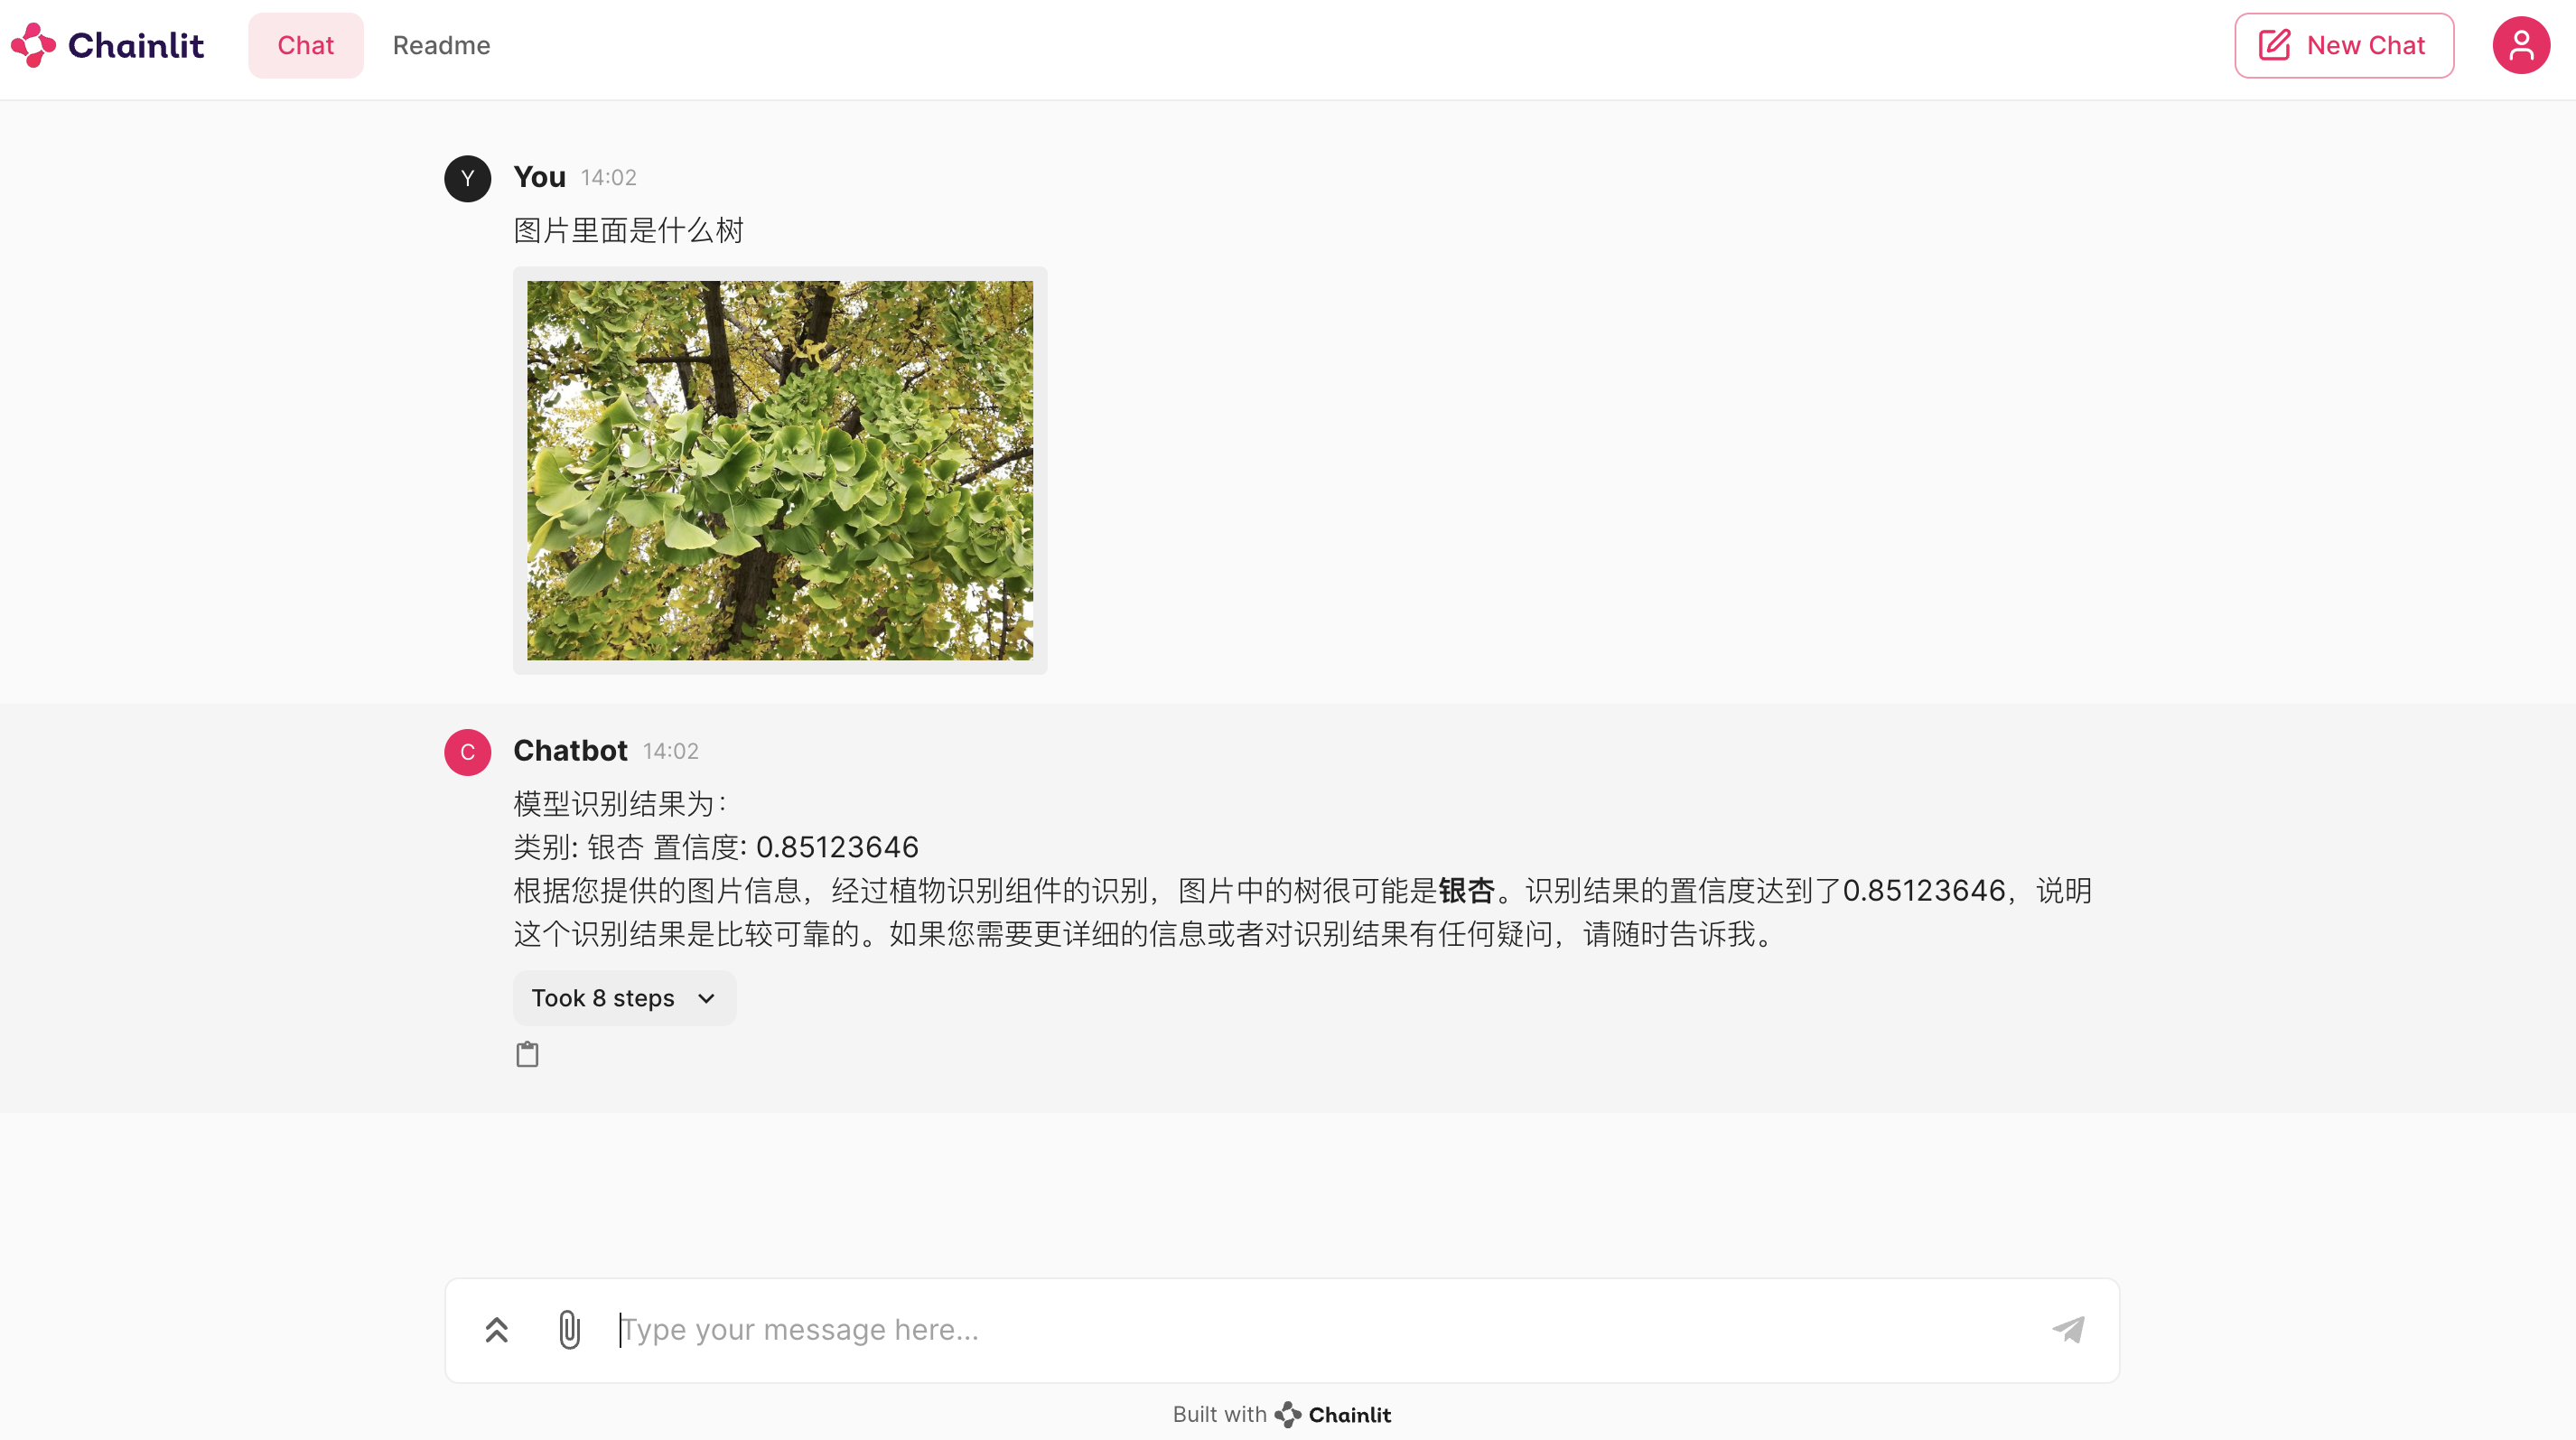 Chainlit
Chat
Readme
New Chat
Y
You 14:02
图片里面是什么树
C
Chatbot 14:02
模型识别结果为：
类别: 银杏 置信度: 0.85123646
根据您提供的图片信息，经过植物识别组件的识别，图片中的树很可能是银杏。识别结果的置信度达到了0.85123646，说明
这个识别结果是比较可靠的。如果您需要更详细的信息或者对识别结果有任何疑问，请随时告诉我。
Took 8 steps
Type your message here...
Built with Chainlit